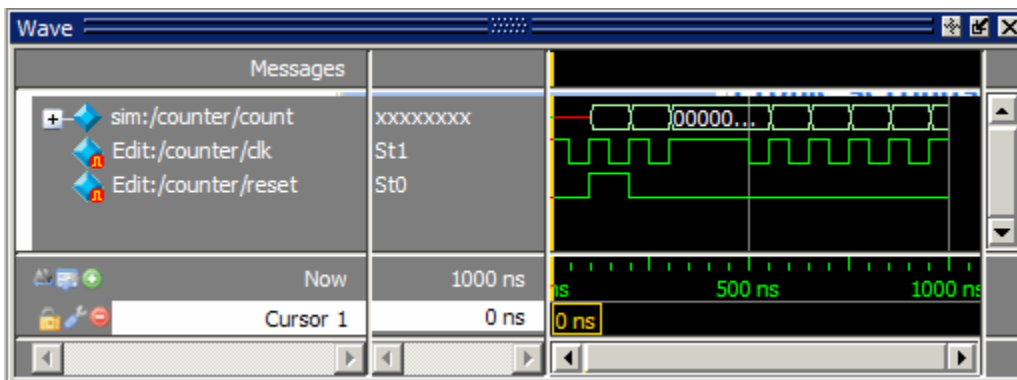 Wave
Messages
sim:/counter/count xxxxxxxx 00000...
Edit:/counter/clk St1
Edit:/counter/reset St0
Now 1000 ns 500 ns 1000 ns
Cursor 1 0 ns 0 ns